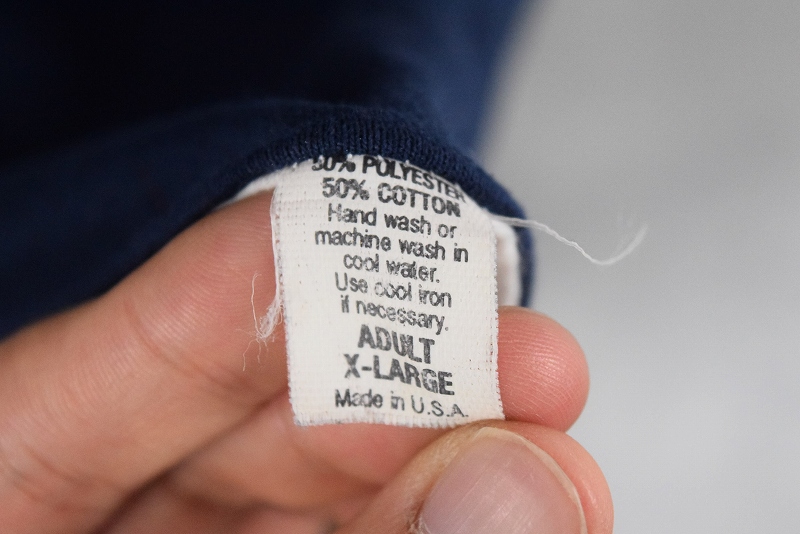 50% POLYESTER
50% COTTON
Hand wash or
machine wash in
cool water.
Use cool iron
if necessary.
ADULT
X-LARGE
Made in U.S.A.